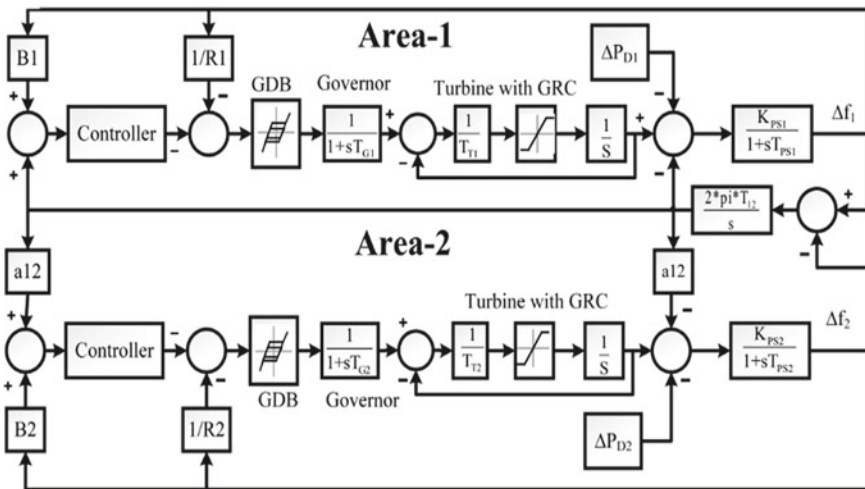 Area-1
B1
1/R1
GDB
Governor
Turbine with GRC
ΔP_D1
+
+
Controller
−
−
1
1+sT_G1
+
−
1
T_T1
1
S
+
−
−
K_PS1
1+sT_PS1
Δf_1
2*pi*T_12
s
+
−
Area-2
a12
a12
Turbine with GRC
+
+
Controller
−
−
GDB
1
1+sT_G2
Governor
+
−
1
T_T2
1
S
−
−
K_PS2
1+sT_PS2
Δf_2
B2
1/R2
ΔP_D2